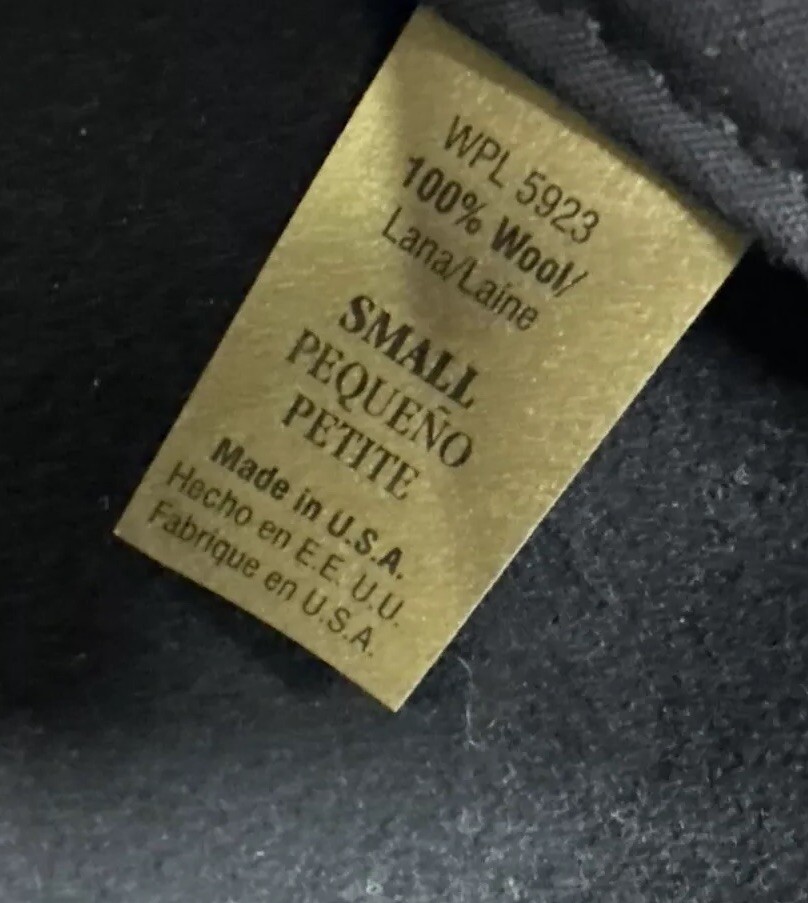 WPL 5923
100% Wool/
Lana/Laine
SMALL
PEQUEÑO
PETITE
Made in U.S.A.
Hecho en E.E. U.U.
Fabrique en U.S.A.